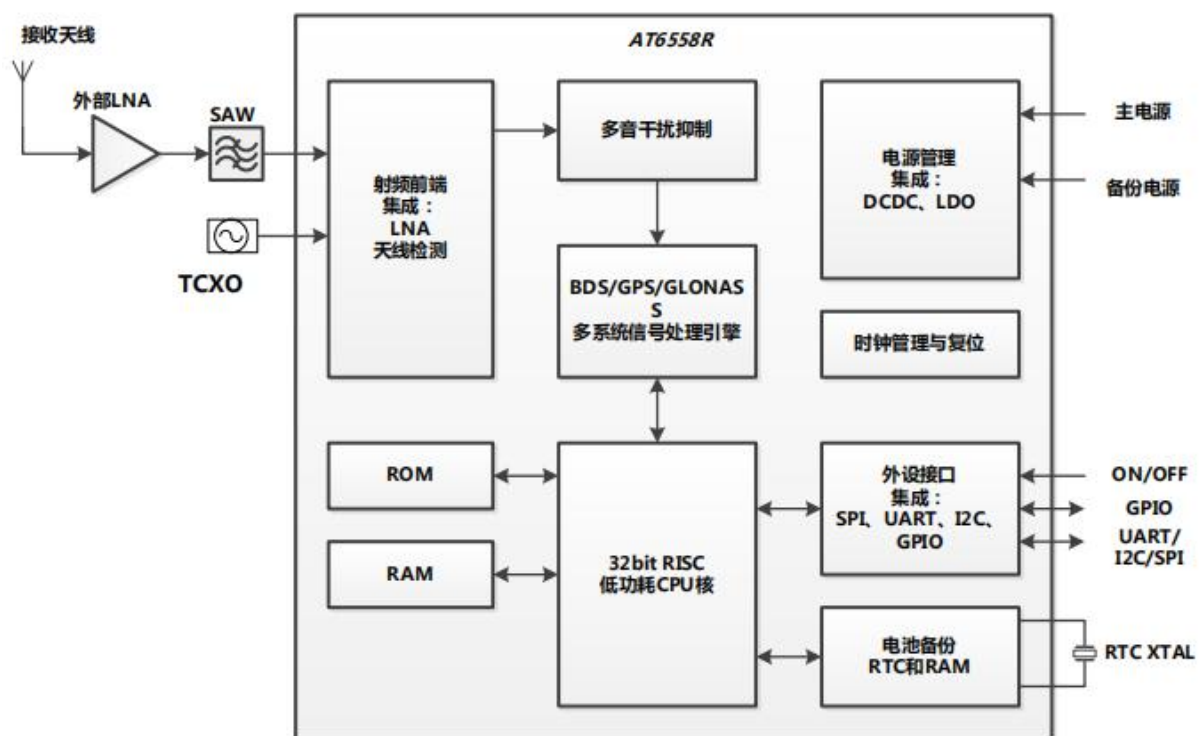 AT6558R
接收天线
外部LNA
SAW
TCXO
射频前端
集成：
LNA
天线检测
多音干扰抑制
BDS/GPS/GLONAS
S
多系统信号处理引擎
电源管理
集成：
DCDC、LDO
主电源
备份电源
时钟管理与复位
ROM
RAM
32bit RISC
低功耗CPU核
外设接口
集成：
SPI、UART、I2C、
GPIO
ON/OFF
GPIO
UART/
I2C/SPI
电池备份
RTC和RAM
RTC XTAL